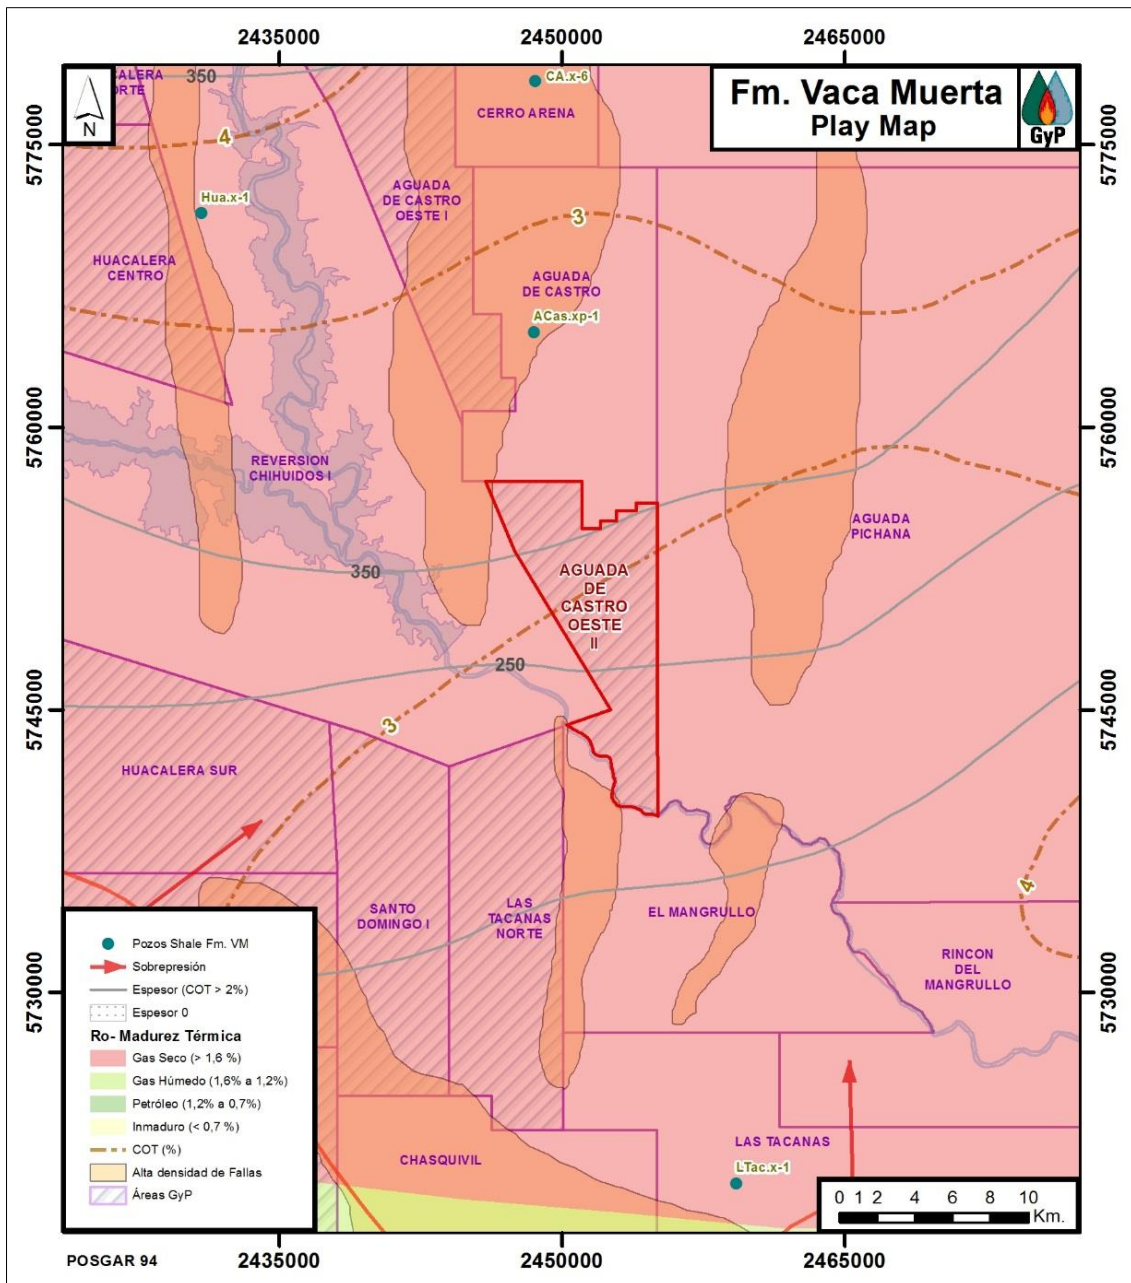 2435000
2450000
2465000
Fm. Vaca Muerta
Play Map
GyP
N
5775000
5775000
5760000
5760000
5745000
5745000
5730000
5730000
350
4
CA.x-6
CERRO ARENA
Hua.x-1
AGUADA
DE CASTRO
OESTE I
3
HUACALERA
CENTRO
AGUADA
DE CASTRO
ACas.xp-1
REVERSION
CHIHUIDOS I
AGUADA
PICHANA
350
AGUADA
DE
CASTRO
OESTE
II
250
3
HUACALERA SUR
4
SANTO
DOMINGO I
LAS
TACANAS
NORTE
EL MANGRULLO
RINCON
DEL
MANGRULLO
CHASQUIVIL
LAS TACANAS
LTac.x-1
Pozos Shale Fm. VM
Sobrepresión
Espesor (COT > 2%)
Espesor 0
Ro- Madurez Térmica
Gas Seco (> 1,6 %)
Gas Húmedo (1,6% a 1,2%)
Petróleo (1,2% a 0,7%)
Inmaduro (< 0,7 %)
COT (%)
Alta densidad de Fallas
Áreas GyP
0 1 2 4 6 8 10
Km.
POSGAR 94
2435000
2450000
2465000